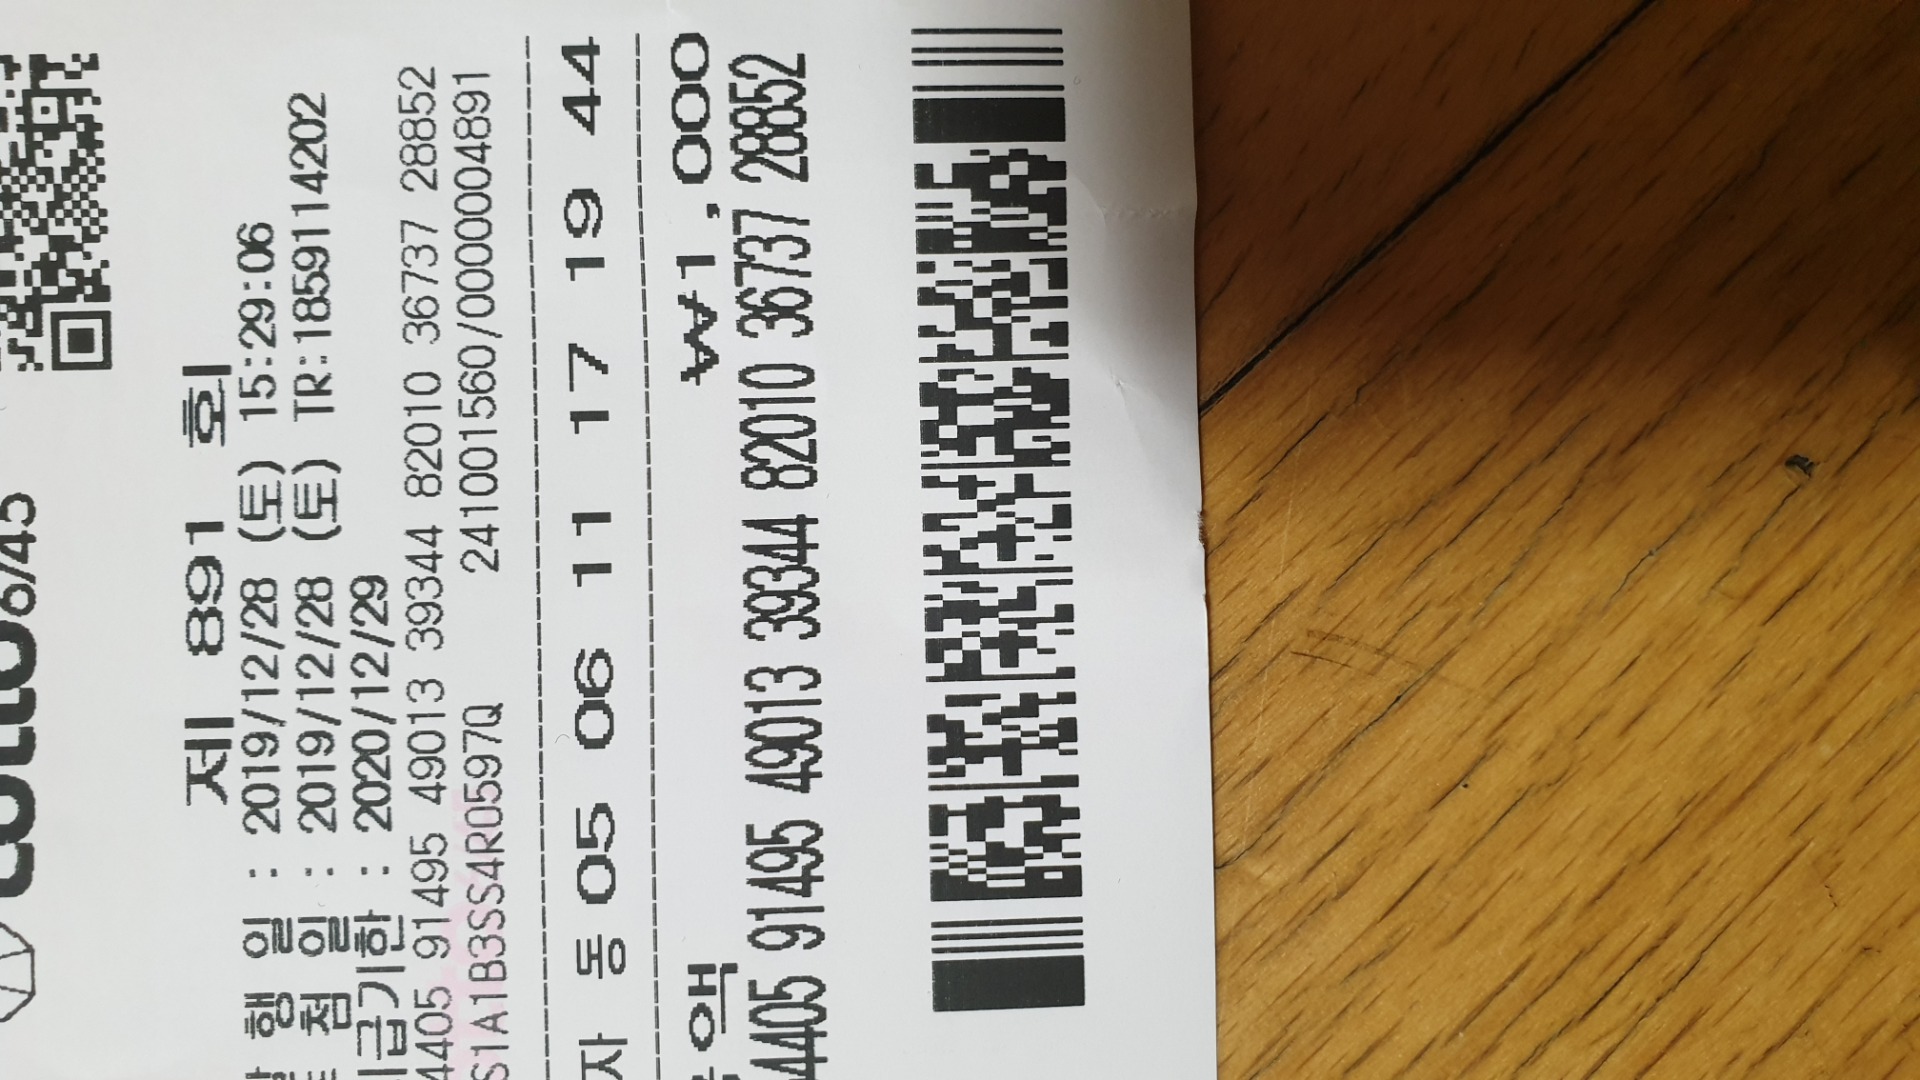 Lotto6/45
제 891 회
발 행 일 : 2019/12/28 (토) 15:29:06
추 첨 일 : 2019/12/28 (토) TR:1859114202
지급기한 : 2020/12/29
4405 91495 49013 39344 82010 36737 28852
S1A1B3SS4R0597Q 241001560/0000004891
자 동 05 06 11 17 19 44
금액 ₩1,000
4405 91495 49013 39344 82010 36737 28852